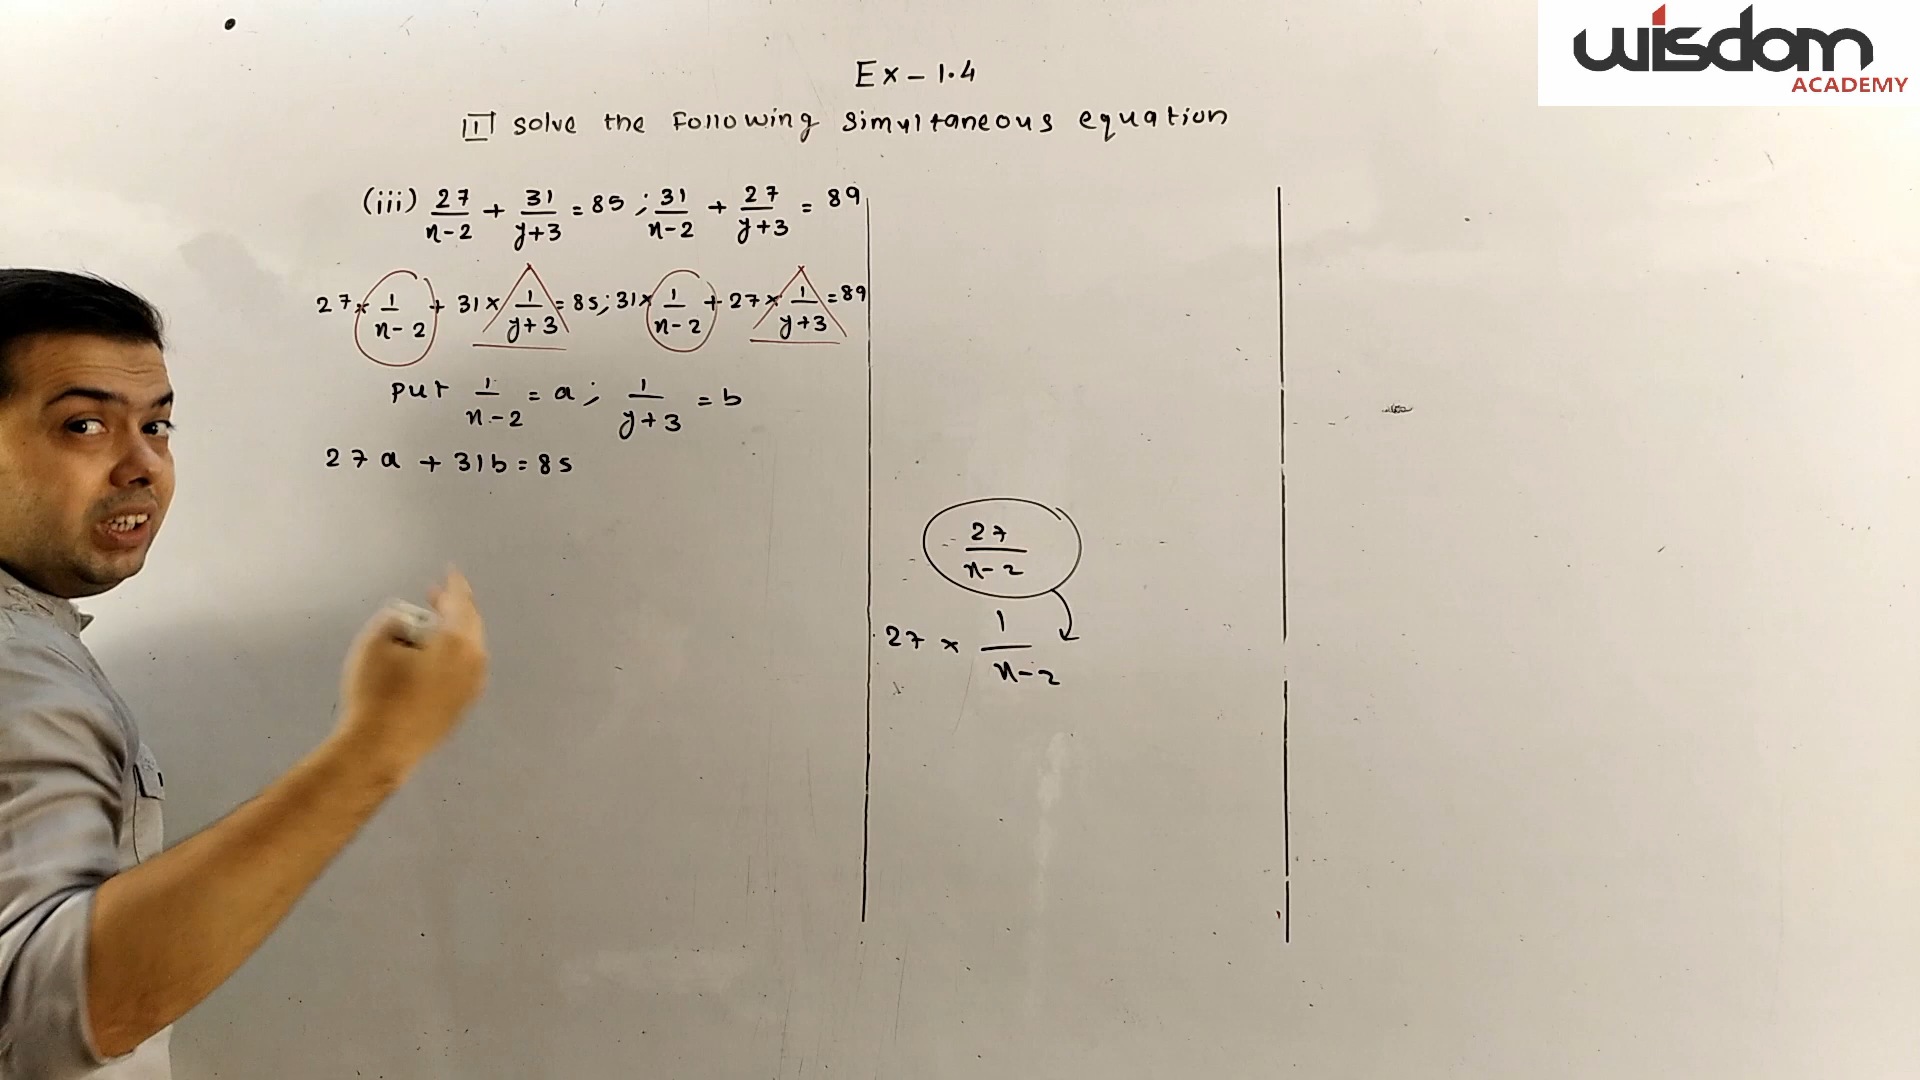 wisdom
ACADEMY
Ex - 1.4
II solve the Following simultaneous equation
(iii) 27/x-2 + 31/y+3 = 85 ; 31/x-2 + 27/y+3 = 89
27 × 1/x-2 + 31 × 1/y+3 = 85 ; 31 × 1/x-2 + 27 × 1/y+3 = 89
put 1/x-2 = a ; 1/y+3 = b
27a + 31b = 85
27/x-2
27 × 1/x-2